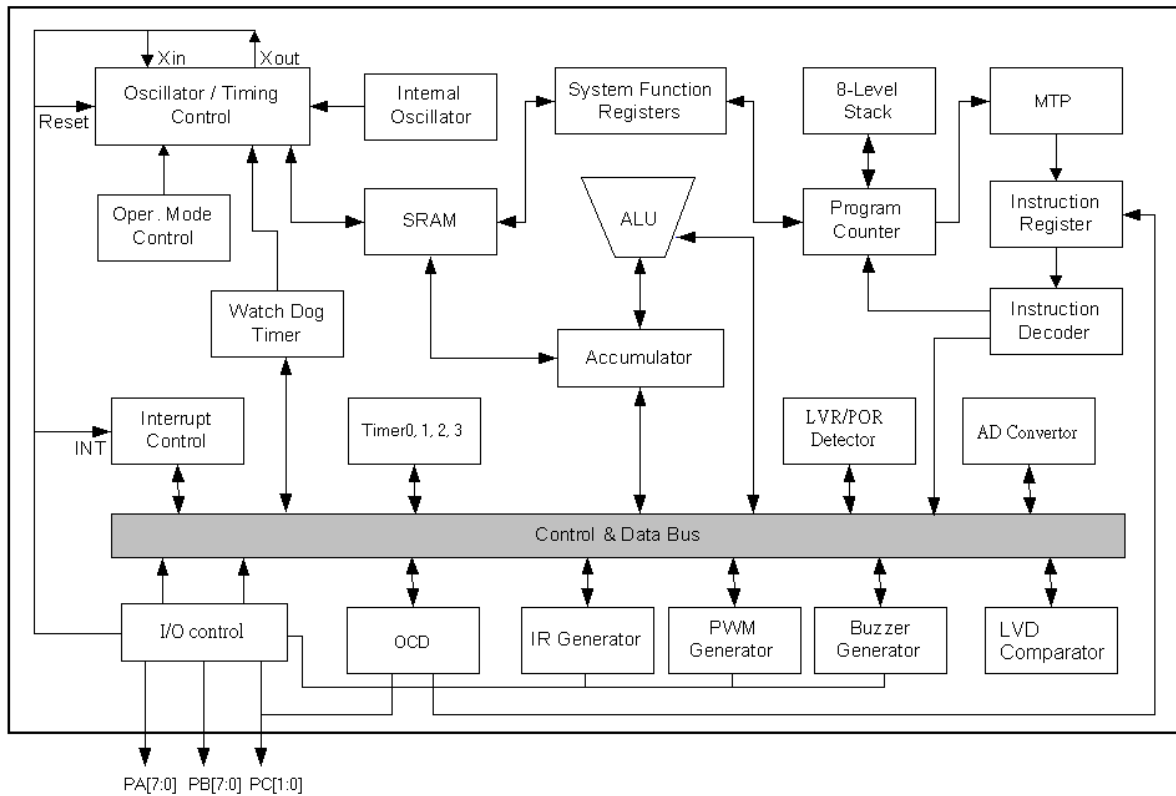 Xin
Xout
Oscillator / Timing
Control
Reset
Internal
Oscillator
System Function
Registers
8-Level
Stack
MTP
Oper. Mode
Control
SRAM
ALU
Program
Counter
Instruction
Register
Watch Dog
Timer
Accumulator
Instruction
Decoder
Interrupt
Control
INT
Timer0, 1, 2, 3
LVR/POR
Detector
AD Convertor
Control & Data Bus
I/O control
OCD
IR Generator
PWM
Generator
Buzzer
Generator
LVD
Comparator
PA[7:0]
PB[7:0]
PC[1:0]